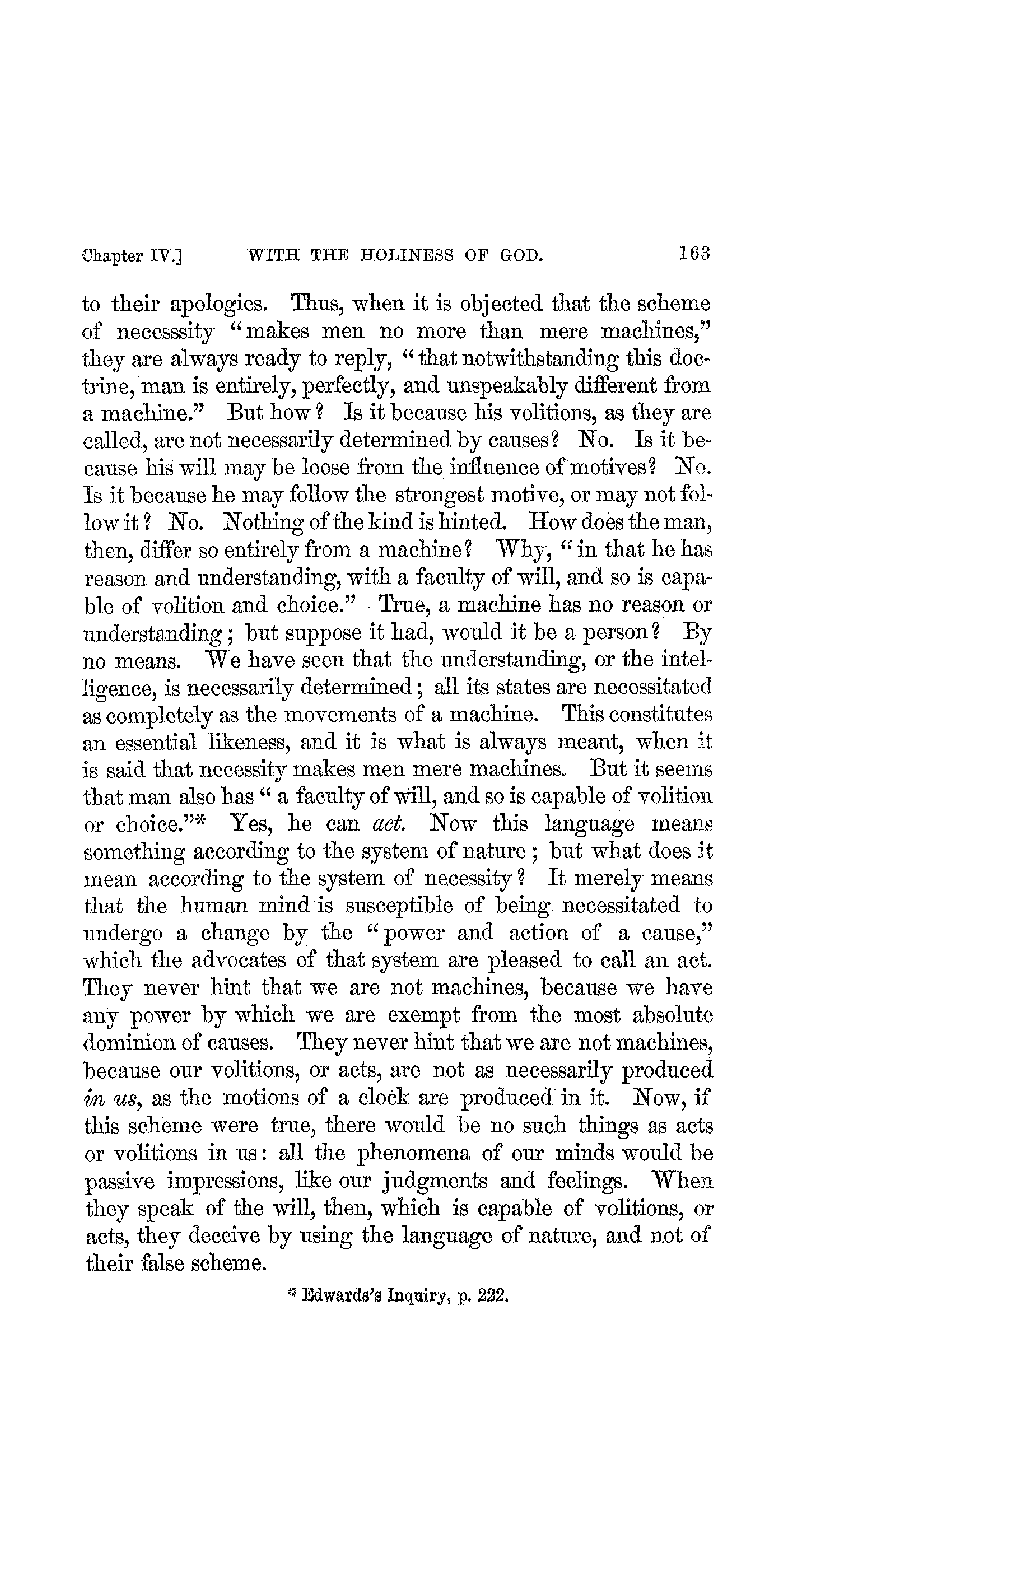 Chapter IV.] WITH THE HOLINESS OF GOD. 163
to their apologies. Thus, when it is objected that the scheme
of necesssity “makes men no more than mere machines,”
they are always ready to reply, “that notwithstanding this doc-
trine, man is entirely, perfectly, and unspeakably different from
a machine.” But how? Is it because his volitions, as they are
called, are not necessarily determined by causes? No. Is it be-
cause his will may be loose from the influence of motives? No.
Is it because he may follow the strongest motive, or may not fol-
low it? No. Nothing of the kind is hinted. How does the man,
then, differ so entirely from a machine? Why, “in that he has
reason and understanding, with a faculty of will, and so is capa-
ble of volition and choice.” True, a machine has no reason or
understanding; but suppose it had, would it be a person? By
no means. We have seen that the understanding, or the intel-
ligence, is necessarily determined; all its states are necessitated
as completely as the movements of a machine. This constitutes
an essential likeness, and it is what is always meant, when it
is said that necessity makes men mere machines. But it seems
that man also has “ a faculty of will, and so is capable of volition
or choice.”* Yes, he can act. Now this language means
something according to the system of nature; but what does it
mean according to the system of necessity? It merely means
that the human mind is susceptible of being necessitated to
undergo a change by the “power and action of a cause,”
which the advocates of that system are pleased to call an act.
They never hint that we are not machines, because we have
any power by which we are exempt from the most absolute
dominion of causes. They never hint that we are not machines,
because our volitions, or acts, are not as necessarily produced
in us, as the motions of a clock are produced in it. Now, if
this scheme were true, there would be no such things as acts
or volitions in us: all the phenomena of our minds would be
passive impressions, like our judgments and feelings. When
they speak of the will, then, which is capable of volitions, or
acts, they deceive by using the language of nature, and not of
their false scheme.
* Edwards's Inquiry, p. 222.